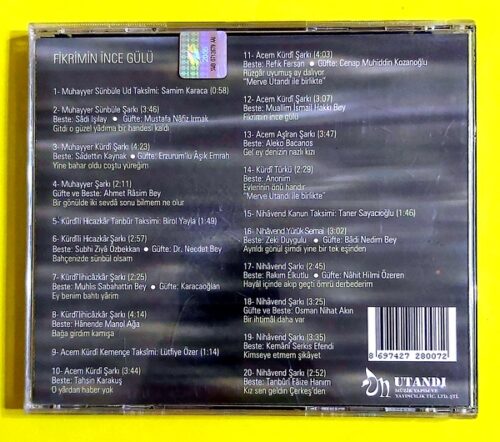 FİKRİMİN İNCE GÜLÜ
1- Muhayyer Sünbüle Ud Taksîmi: Samim Karaca (0:58)
2- Muhayyer Sünbüle Şarkı (3:46)
Beste: Sâdi Işılay ● Güfte: Mustafa Nâfiz Irmak
Gitdi o güzel yâdıma bir handesi kaldı
3- Muhayyer Kürdî Şarkı (4:23)
Beste: Sâdettin Kaynak ● Güfte: Erzurum'lu Âşık Emrah
Yine bahar oldu coştu yüreğim
4- Muhayyer Şarkı (2:11)
Güfte ve Beste: Ahmet Râsim Bey
Bir gönülde iki sevdâ sonu bilmem ne olur
5- Kürdîli Hicazkâr Tanbûr Taksîmi: Birol Yayla (1:49)
6- Kürdîli Hicazkâr Şarkı (2:57)
Beste: Subhi Ziyâ Özbekkan ● Güfte: Dr. Necdet Bey
Bahçenizde sünbül olsam
7- Kürdî'lihicâzkâr Şarkı (2:25)
Beste: Muhlis Sabahattin Bey ● Güfte: Karacaoğlan
Ey benim bahtı yârim
8- Kürdî'lihicâzkâr Şarkı (4:14)
Beste: Hânende Manol Ağa
Bağa girdim kamışa
9- Acem Kürdî Kemençe Taksîmi: Lütfiye Özer (1:14)
10- Acem Kürdî Şarkı (3:44)
Beste: Tahsin Karakuş
O yârdan haber yok
11- Acem Kürdî Şarkı (4:03)
Beste: Refik Fersan ● Güfte: Cenap Muhiddin Kozanoğlu
Rüzgâr uyumuş ay dalıyor
"Merve Utandı ile birlikte"
12- Acem Kürdî Şarkı (3:07)
Beste: Muallim İsmail Hakkı Bey
Fikrimin ince gülü
13- Acem Aşîran Şarkı (3:47)
Beste: Aleko Bacanos
Gel ey denizin nazlı kızı
14- Kürdî Türkü (2:29)
Beste: Anonim
Evlerinin önü handır
"Merve Utandı ile birlikte"
15- Nihâvend Kanun Taksimi: Taner Sayacıoğlu (1:46)
16- Nihâvend Yürük Semai (3:02)
Beste: Zeki Duygulu ● Güfte: Bâdi Nedim Bey
Ayrıldı gönül şimdi yine bir tek eşinden
17- Nihâvend Şarkı (2:45)
Beste: Rakım Elkutlu ● Güfte: Nâhit Hilmi Özeren
Hayâl içinde akıp geçti ömrü derbederim
18- Nihâvend Şarkı (3:25)
Güfte ve Beste: Osman Nihat Akın
Bir ihtimâl daha var
19- Nihâvend Şarkı (3:35)
Beste: Kemânî Serkis Efendi
Kimseye etmem şikâyet
20- Nihâvend Şarkı (2:52)
Beste: Tanbûrî Fâize Hanım
Kız sen geldin Çerkeş'den
8 697427 280072
UTANDI
MÜZİK YAPIM VE
YAYINCILIK TİC. LTD. ŞTİ.